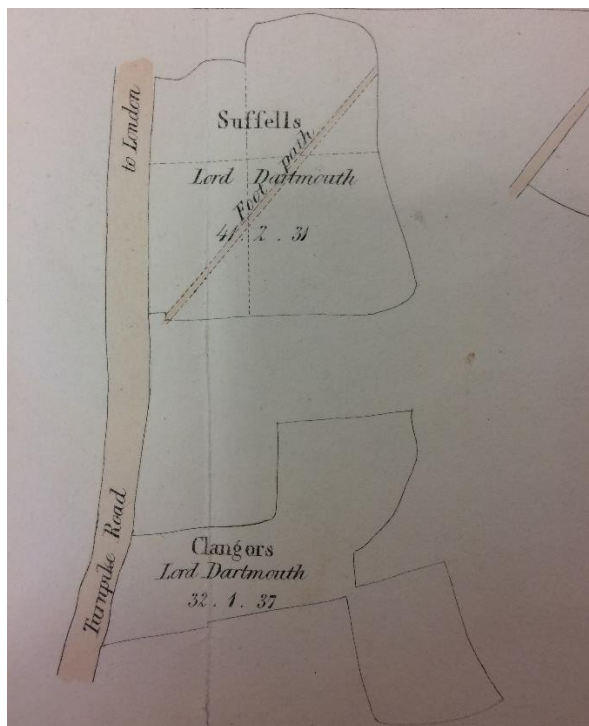 to London
Suffells
Lord Dartmouth
Foot path
41 . 2 . 31
Clangors
Lord Dartmouth
32 . 1 . 37
Turnpike Road